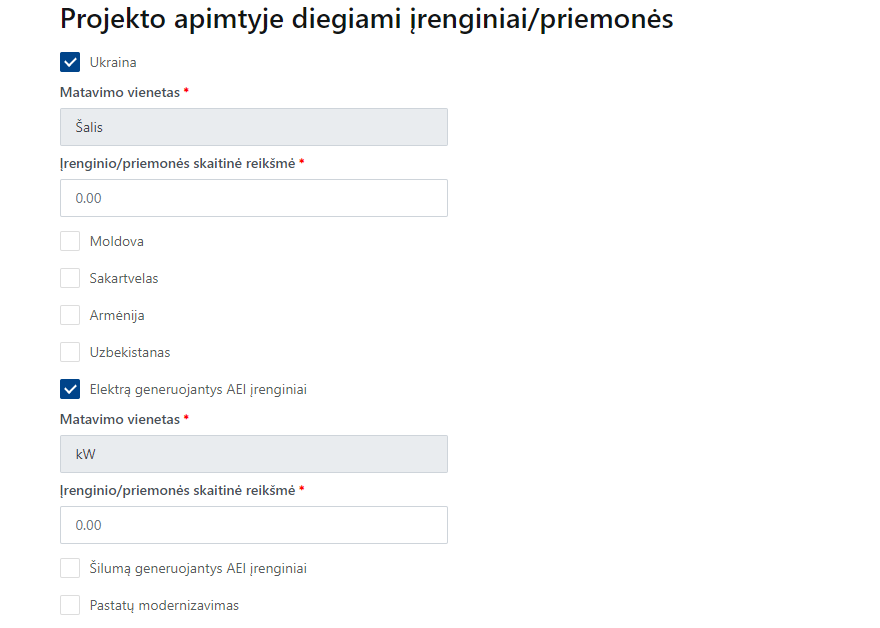 Projekto apimtyje diegiami įrenginiai/priemonės
Ukraina
Matavimo vienetas *
Šalis
Įrenginio/priemonės skaitinė reikšmė *
0.00
Moldova
Sakartvelas
Armėnija
Uzbekistanas
Elektrą generuojantys AEI įrenginiai
Matavimo vienetas *
kW
Įrenginio/priemonės skaitinė reikšmė *
0.00
Šilumą generuojantys AEI įrenginiai
Pastatų modernizavimas